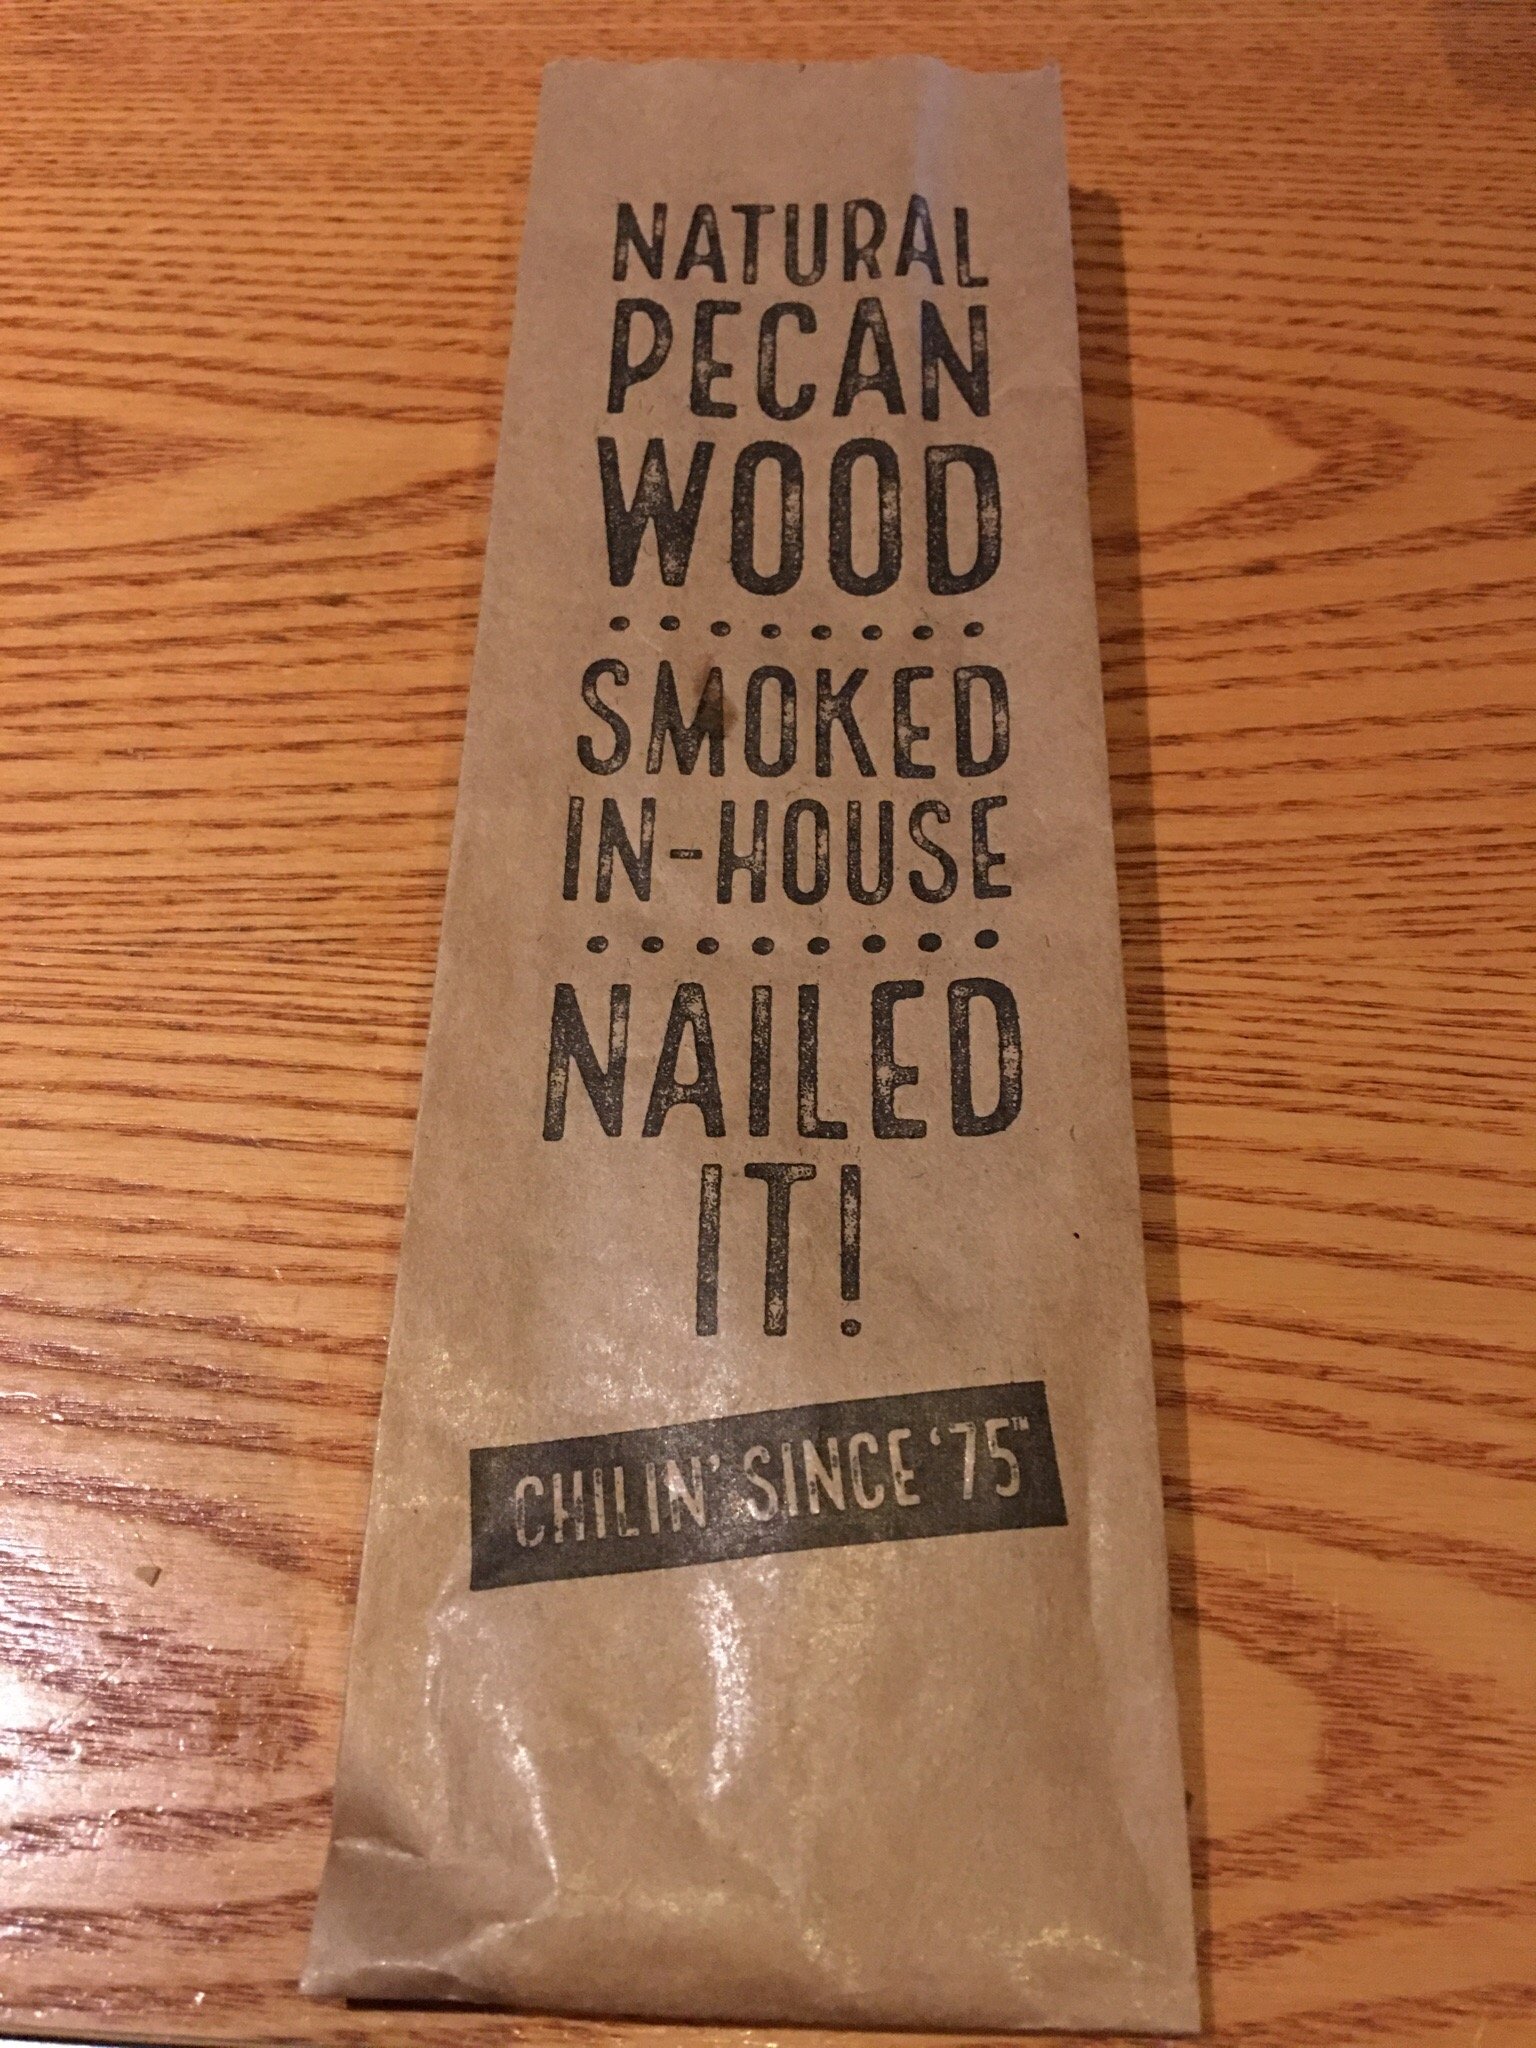 NATURAL
PECAN
WOOD
SMOKED
IN-HOUSE
NAILED
IT!
CHILIN' SINCE '75™